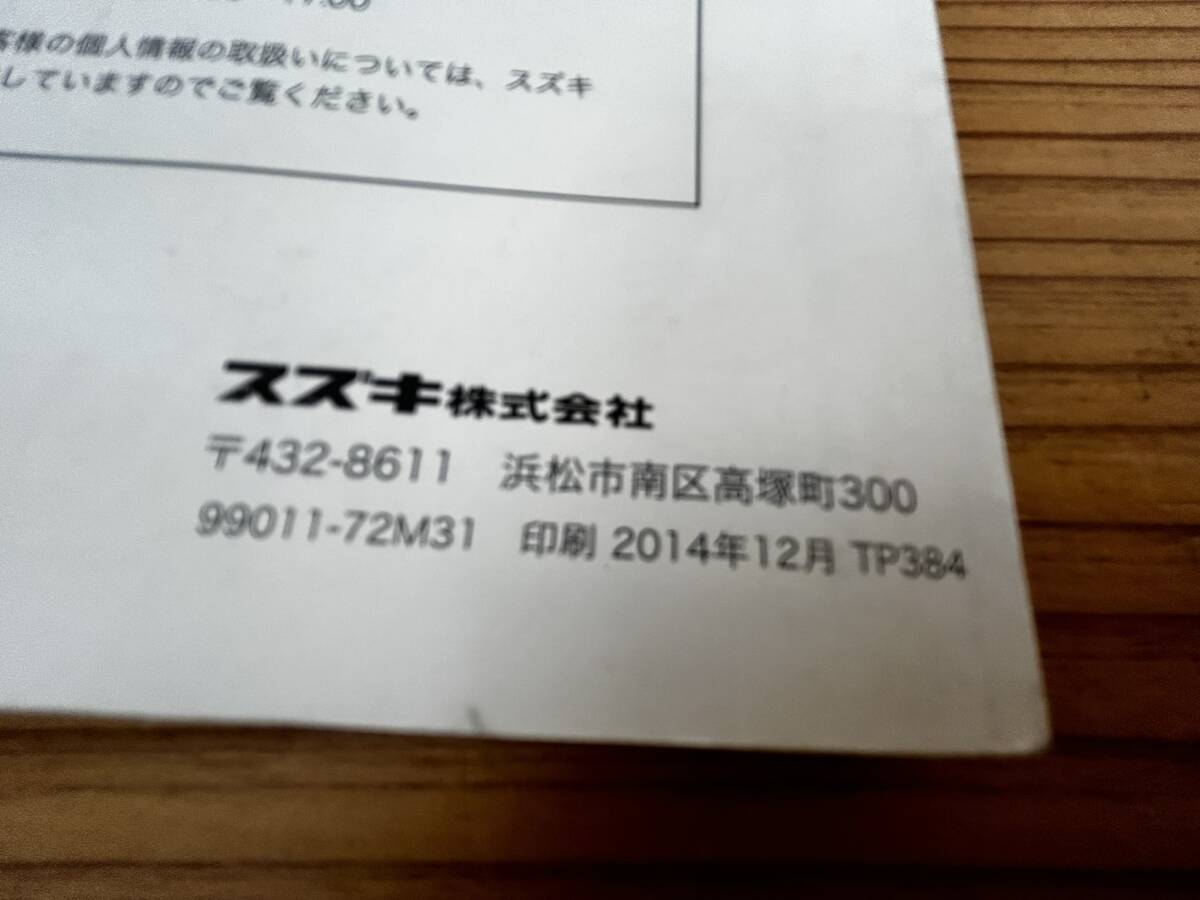 17:00
客様の個人情報の取扱いについては、スズキ
していますのでご覧ください。
スズキ株式会社
〒432-8611 浜松市南区高塚町300
99011-72M31 印刷 2014年12月 TP384